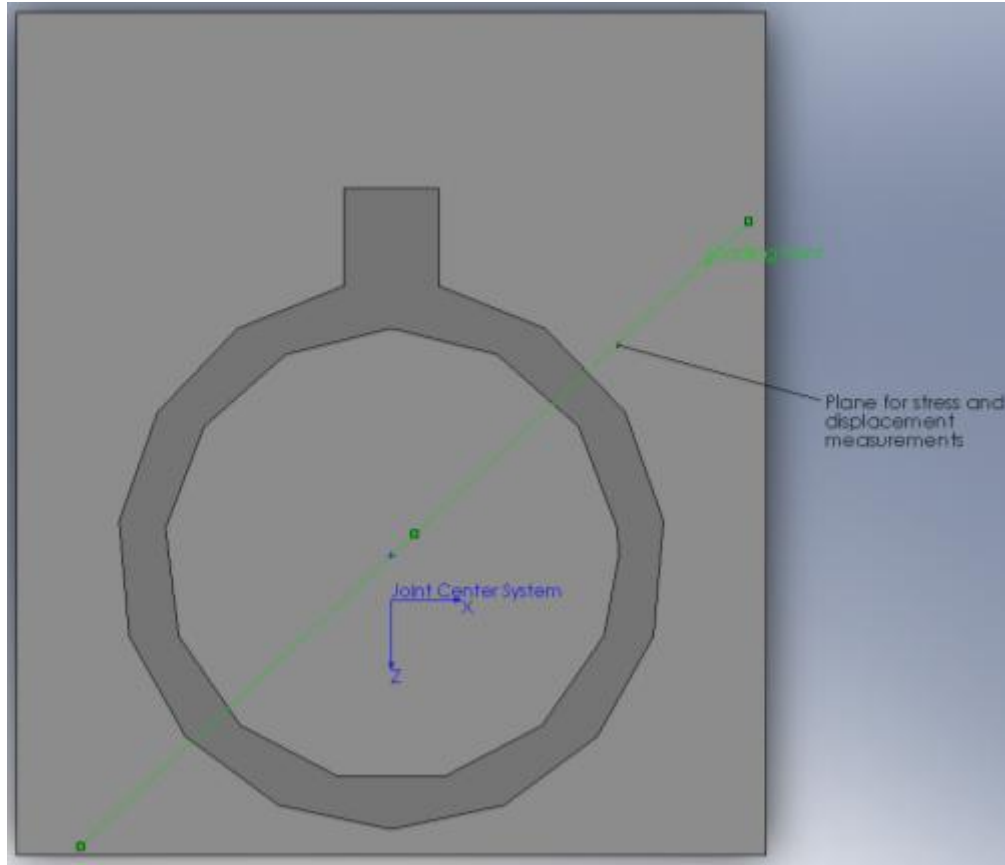 Plane for stress and
displacement
measurements
Joint Center System
X
Z